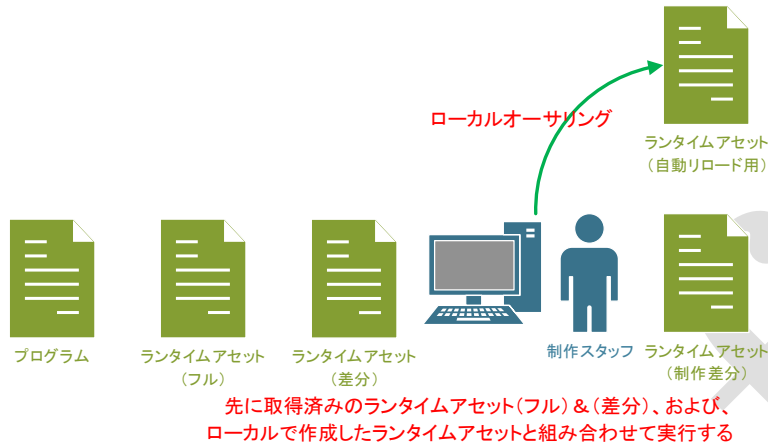 ローカルオーサリング
ランタイムアセット
（自動リロード用）
プログラム
ランタイムアセット
（フル）
ランタイムアセット
（差分）
制作スタッフ
ランタイムアセット
（制作差分）
先に取得済みのランタイムアセット（フル）＆（差分）、および、
ローカルで作成したランタイムアセットと組み合わせて実行する